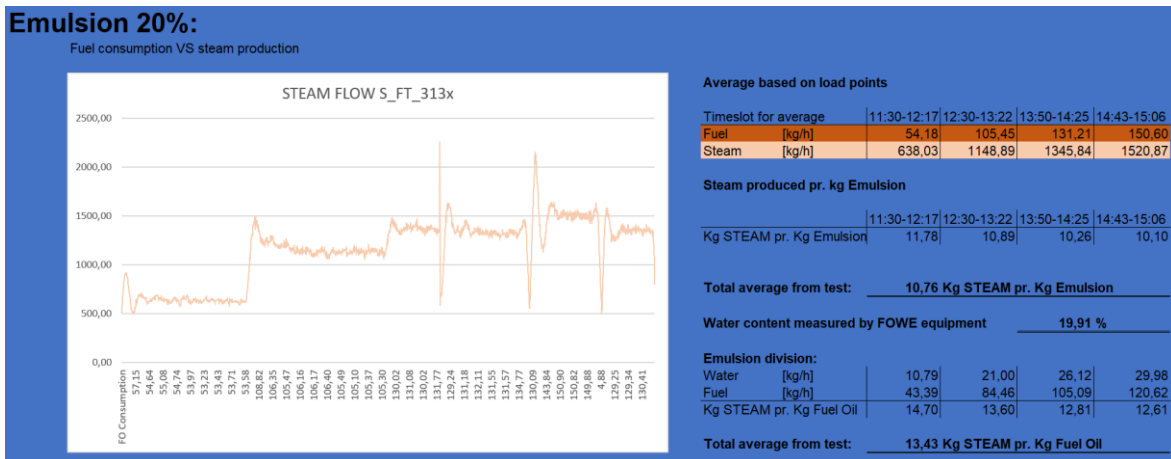 Emulsion 20%:
Fuel consumption VS steam production
STEAM FLOW S_FT_313x
2500,00
2000,00
1500,00
1000,00
500,00
0,00
FO Consumption
57,15
54,64
55,08
54,74
53,97
53,23
53,43
53,71
53,58
108,82
106,35
105,47
106,16
106,17
106,40
105,49
105,10
105,37
105,30
130,02
131,08
130,02
131,77
129,24
131,18
132,11
131,55
131,57
134,77
130,09
143,84
150,90
150,82
149,88
4,88
129,25
129,34
130,41
Average based on load points
Timeslot for average 11:30-12:17 12:30-13:22 13:50-14:25 14:43-15:06
Fuel [kg/h] 54,18 105,45 131,21 150,60
Steam [kg/h] 638,03 1148,89 1345,84 1520,87
Steam produced pr. kg Emulsion
11:30-12:17 12:30-13:22 13:50-14:25 14:43-15:06
Kg STEAM pr. Kg Emulsion 11,78 10,89 10,26 10,10
Total average from test: 10,76 Kg STEAM pr. Kg Emulsion
Water content measured by FOWE equipment 19,91 %
Emulsion division:
Water [kg/h] 10,79 21,00 26,12 29,98
Fuel [kg/h] 43,39 84,46 105,09 120,62
Kg STEAM pr. Kg Fuel Oil 14,70 13,60 12,81 12,61
Total average from test: 13,43 Kg STEAM pr. Kg Fuel Oil